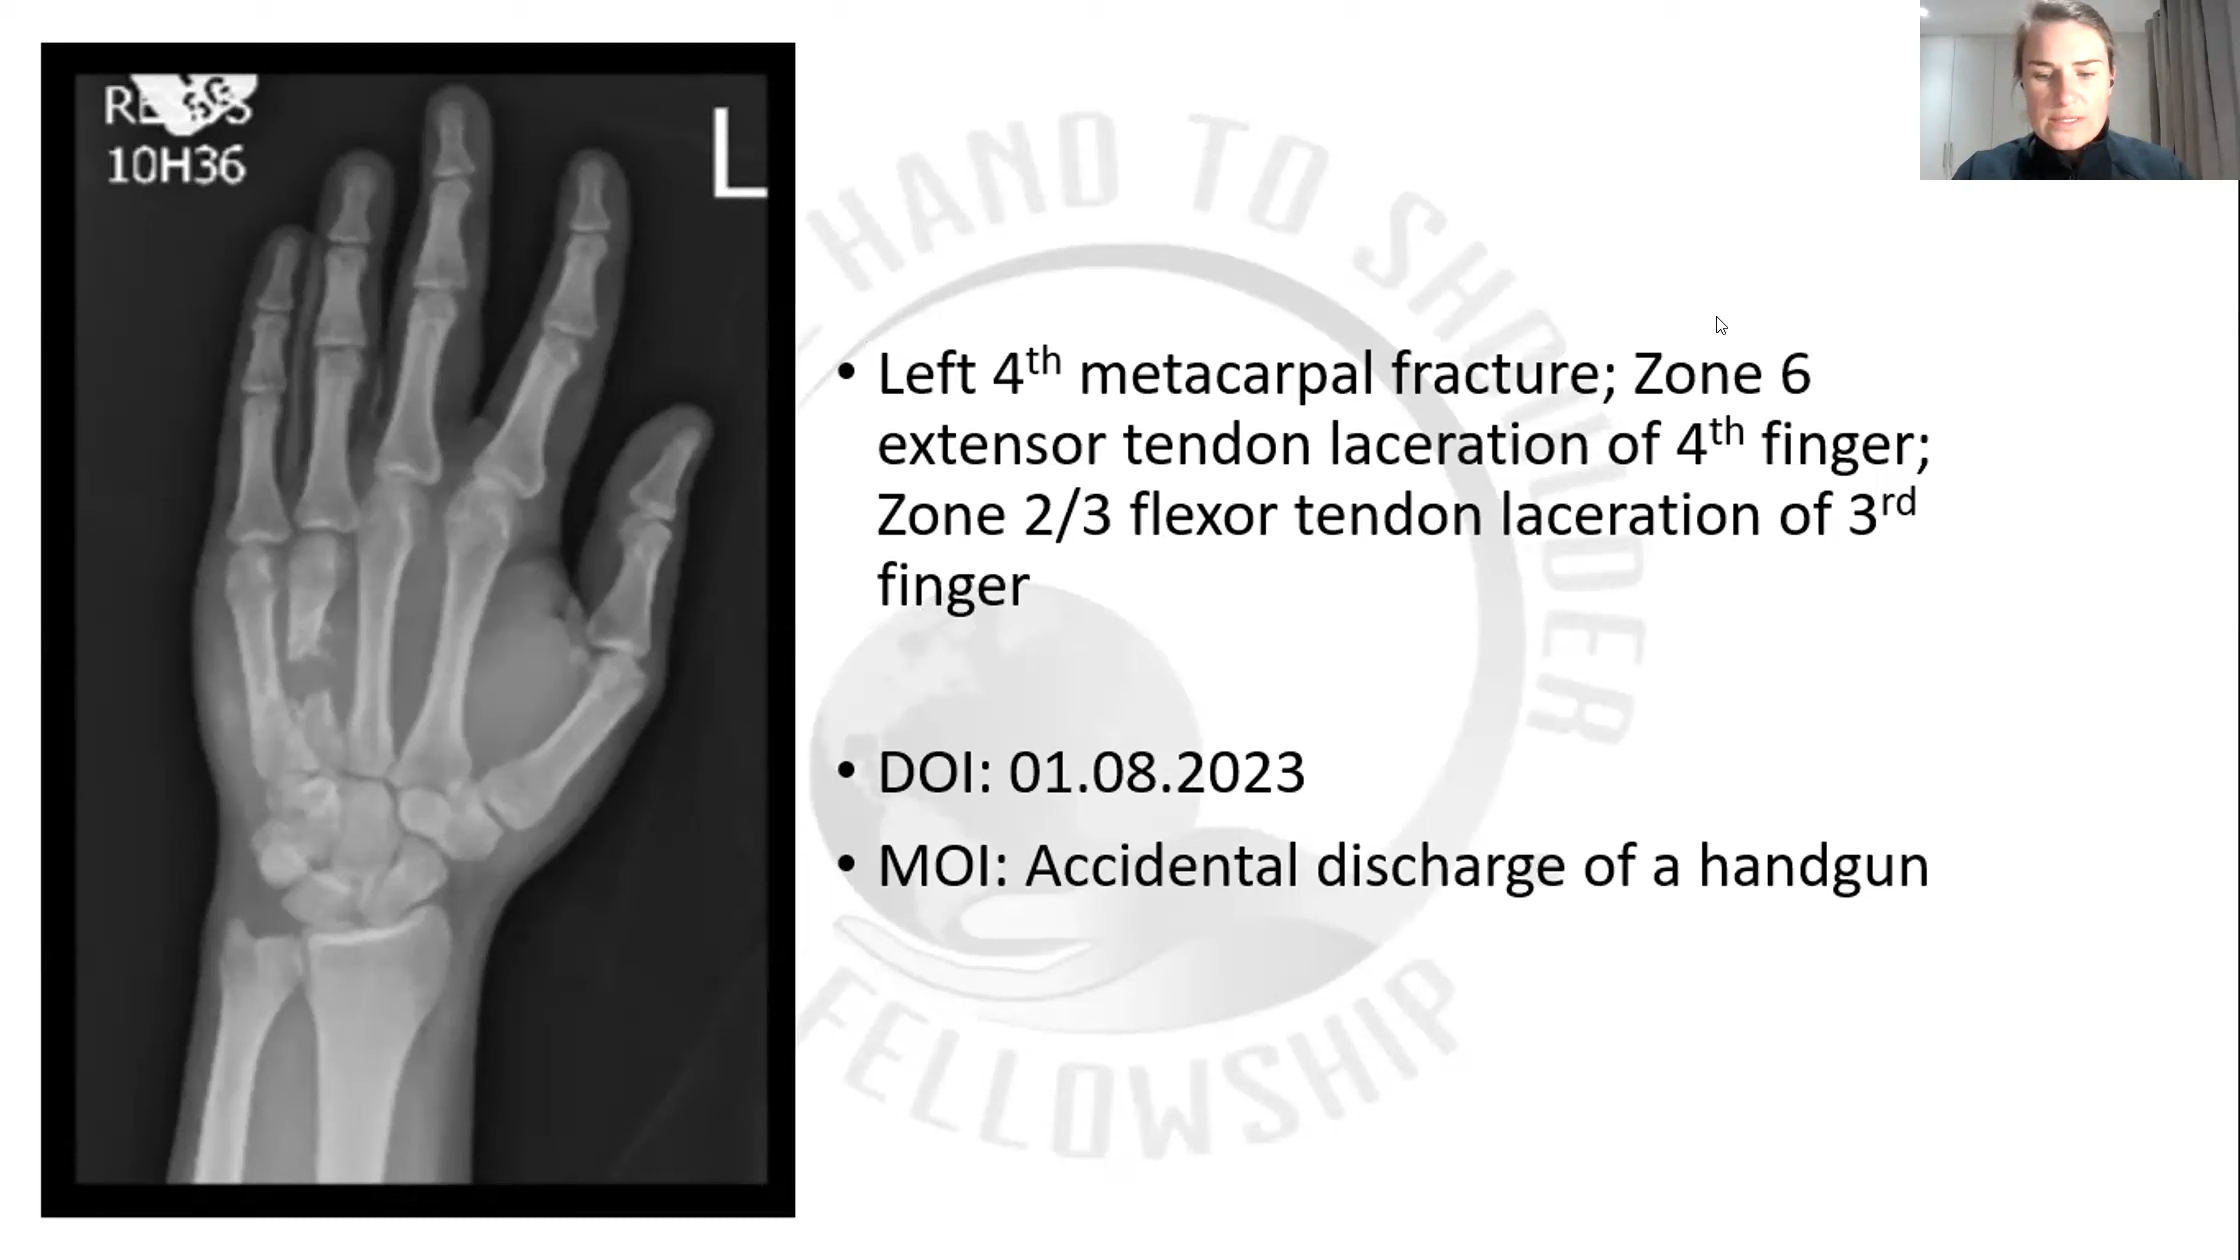 10H36
L
HAND TO SHOULDER
FELLOWSHIP
• Left 4th metacarpal fracture; Zone 6
extensor tendon laceration of 4th finger;
Zone 2/3 flexor tendon laceration of 3rd
finger
• DOI: 01.08.2023
• MOI: Accidental discharge of a handgun